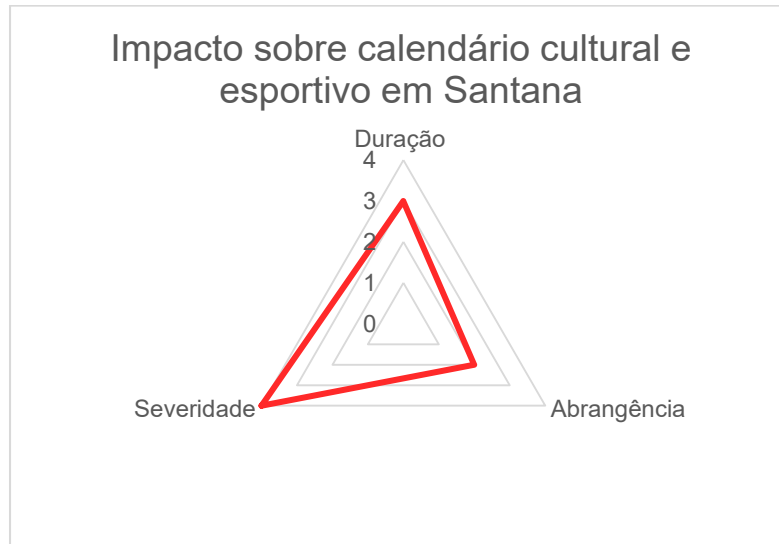 Impacto sobre calendário cultural e
esportivo em Santana
Duração
4
3
2
1
0
Severidade
Abrangência